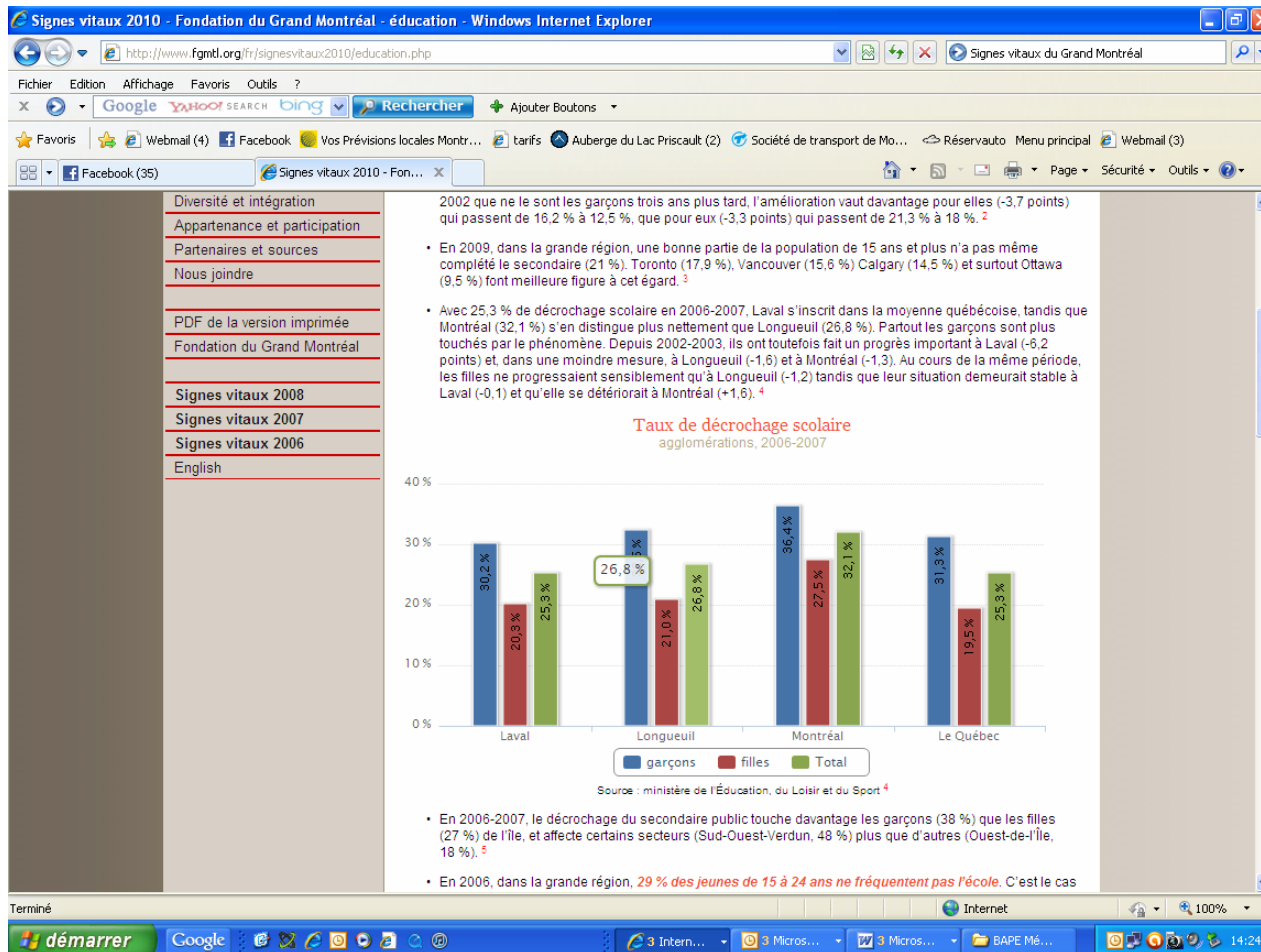 Signes vitaux 2010 - Fondation du Grand Montréal - éducation - Windows Internet Explorer
http://www.fgmtl.org/fr/signesvitaux2010/education.php
Signes vitaux du Grand Montréal
Fichier Edition Affichage Favoris Outils ?
x Google YAHOO! SEARCH bing Rechercher Ajouter Boutons
Favoris Webmail (4) Facebook Vos Prévisions locales Montr... tarifs Auberge du Lac Priscault (2) Société de transport de Mo... Réservauto Menu principal Webmail (3)
Facebook (35) Signes vitaux 2010 - Fon... X Page Sécurité Outils
Diversité et intégration
Appartenance et participation
Partenaires et sources
Nous joindre
PDF de la version imprimée
Fondation du Grand Montréal
Signes vitaux 2008
Signes vitaux 2007
Signes vitaux 2006
English
2002 que ne le sont les garçons trois ans plus tard, l'amélioration vaut davantage pour elles (-3,7 points)
qui passent de 16,2 % à 12,5 %, que pour eux (-3,3 points) qui passent de 21,3 % à 18 %. 2
• En 2009, dans la grande région, une bonne partie de la population de 15 ans et plus n'a pas même
complété le secondaire (21 %). Toronto (17,9 %), Vancouver (15,6 %) Calgary (14,5 %) et surtout Ottawa
(9,5 %) font meilleure figure à cet égard. 3
• Avec 25,3 % de décrochage scolaire en 2006-2007, Laval s'inscrit dans la moyenne québécoise, tandis que
Montréal (32,1 %) s'en distingue plus nettement que Longueuil (26,8 %). Partout les garçons sont plus
touchés par le phénomène. Depuis 2002-2003, ils ont toutefois fait un progrès important à Laval (-6,2
points) et, dans une moindre mesure, à Longueuil (-1,6) et à Montréal (-1,3). Au cours de la même période,
les filles ne progressaient sensiblement qu'à Longueuil (-1,2) tandis que leur situation demeurait stable à
Laval (-0,1) et qu'elle se détériorait à Montréal (+1,6). 4
Taux de décrochage scolaire
agglomérations, 2006-2007
40 %
30 %
20 %
10 %
0 %
30,2 % 20,3 % 25,3 %
26,8 %
21,0 % 26,8 %
36,4 % 27,5 % 32,1 %
31,3 % 19,5 % 25,3 %
Laval Longueuil Montréal Le Québec
garçons filles Total
Source : ministère de l'Éducation, du Loisir et du Sport 4
• En 2006-2007, le décrochage du secondaire public touche davantage les garçons (38 %) que les filles
(27 %) de l'île, et affecte certains secteurs (Sud-Ouest-Verdun, 48 %) plus que d'autres (Ouest-de-l'Île,
18 %). 5
• En 2006, dans la grande région, 29 % des jeunes de 15 à 24 ans ne fréquentent pas l'école. C'est le cas
Terminé Internet 100%
démarrer Google 3 Intern... 3 Micros... 3 Micros... BAPE Mé... 14:24